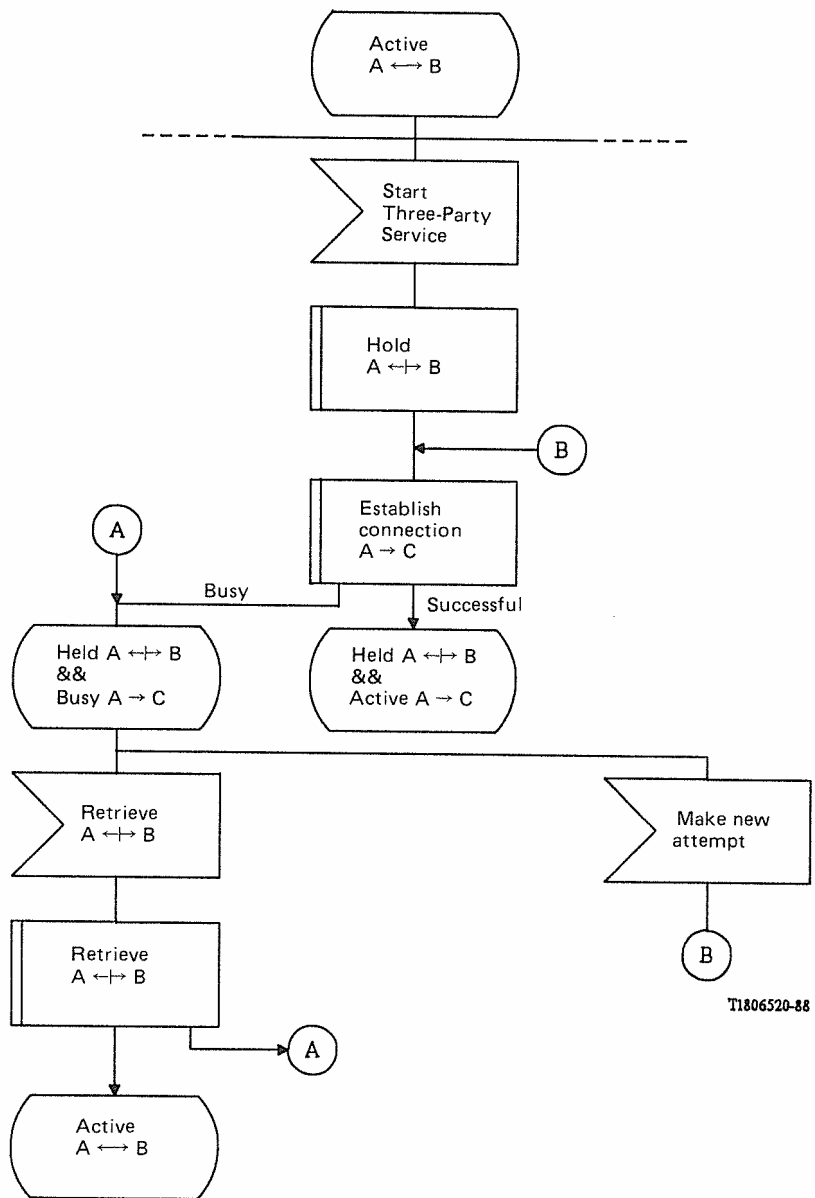 Active
A ←→ B
Start
Three-Party
Service
Hold
A ←|→ B
B
Establish
connection
A → C
A
Busy
Successful
Held A ←|→ B
&&
Busy A → C
Held A ←|→ B
&&
Active A → C
Retrieve
A ←|→ B
Make new
attempt
Retrieve
A ←|→ B
B
T1806520-88
A
Active
A ←→ B